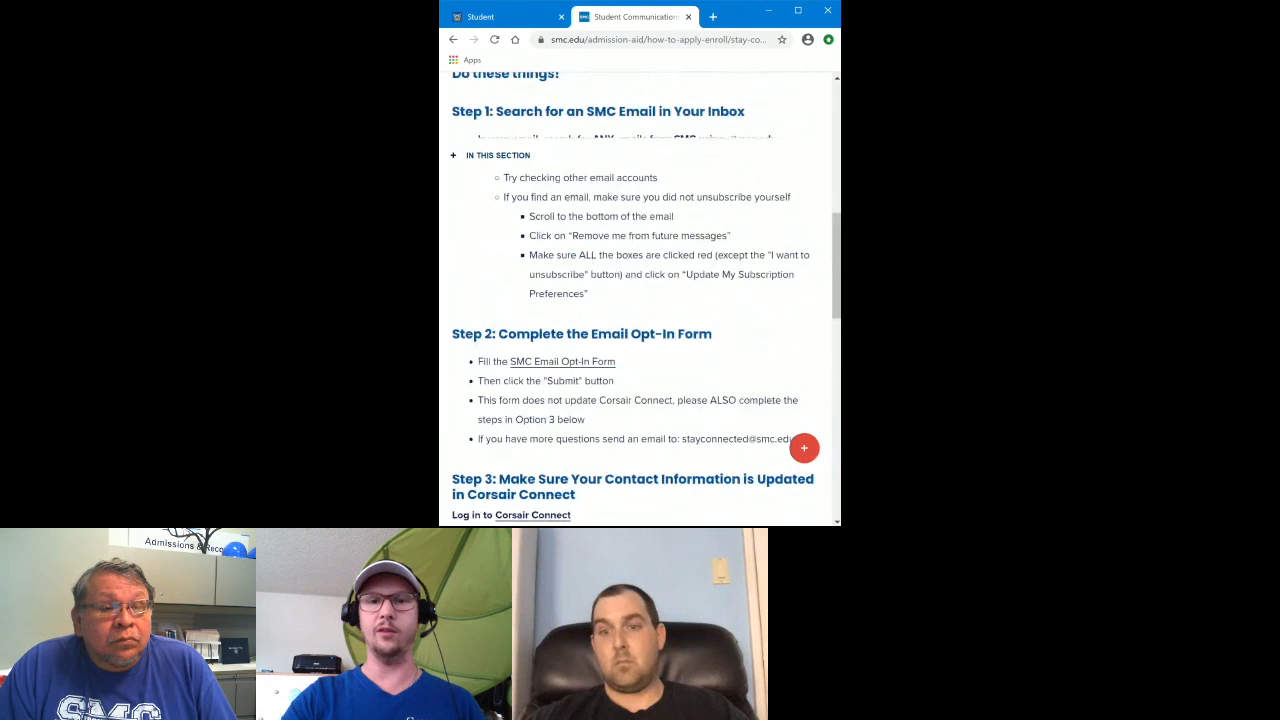 Student
Student Communication
smc.edu/admission-aid/how-to-apply-enroll/stay-co...
Apps
Do these things!
Step 1: Search for an SMC Email in Your Inbox
+ IN THIS SECTION
Try checking other email accounts
If you find an email, make sure you did not unsubscribe yourself
Scroll to the bottom of the email
Click on “Remove me from future messages”
Make sure ALL the boxes are clicked red (except the "I want to
unsubscribe" button) and click on “Update My Subscription
Preferences”
Step 2: Complete the Email Opt-In Form
Fill the SMC Email Opt-In Form
Then click the "Submit" button
This form does not update Corsair Connect, please ALSO complete the
steps in Option 3 below
If you have more questions send an email to: stayconnected@smc.edu
+
Step 3: Make Sure Your Contact Information is Updated
in Corsair Connect
Log in to Corsair Connect
Admissions & Reco
SMC